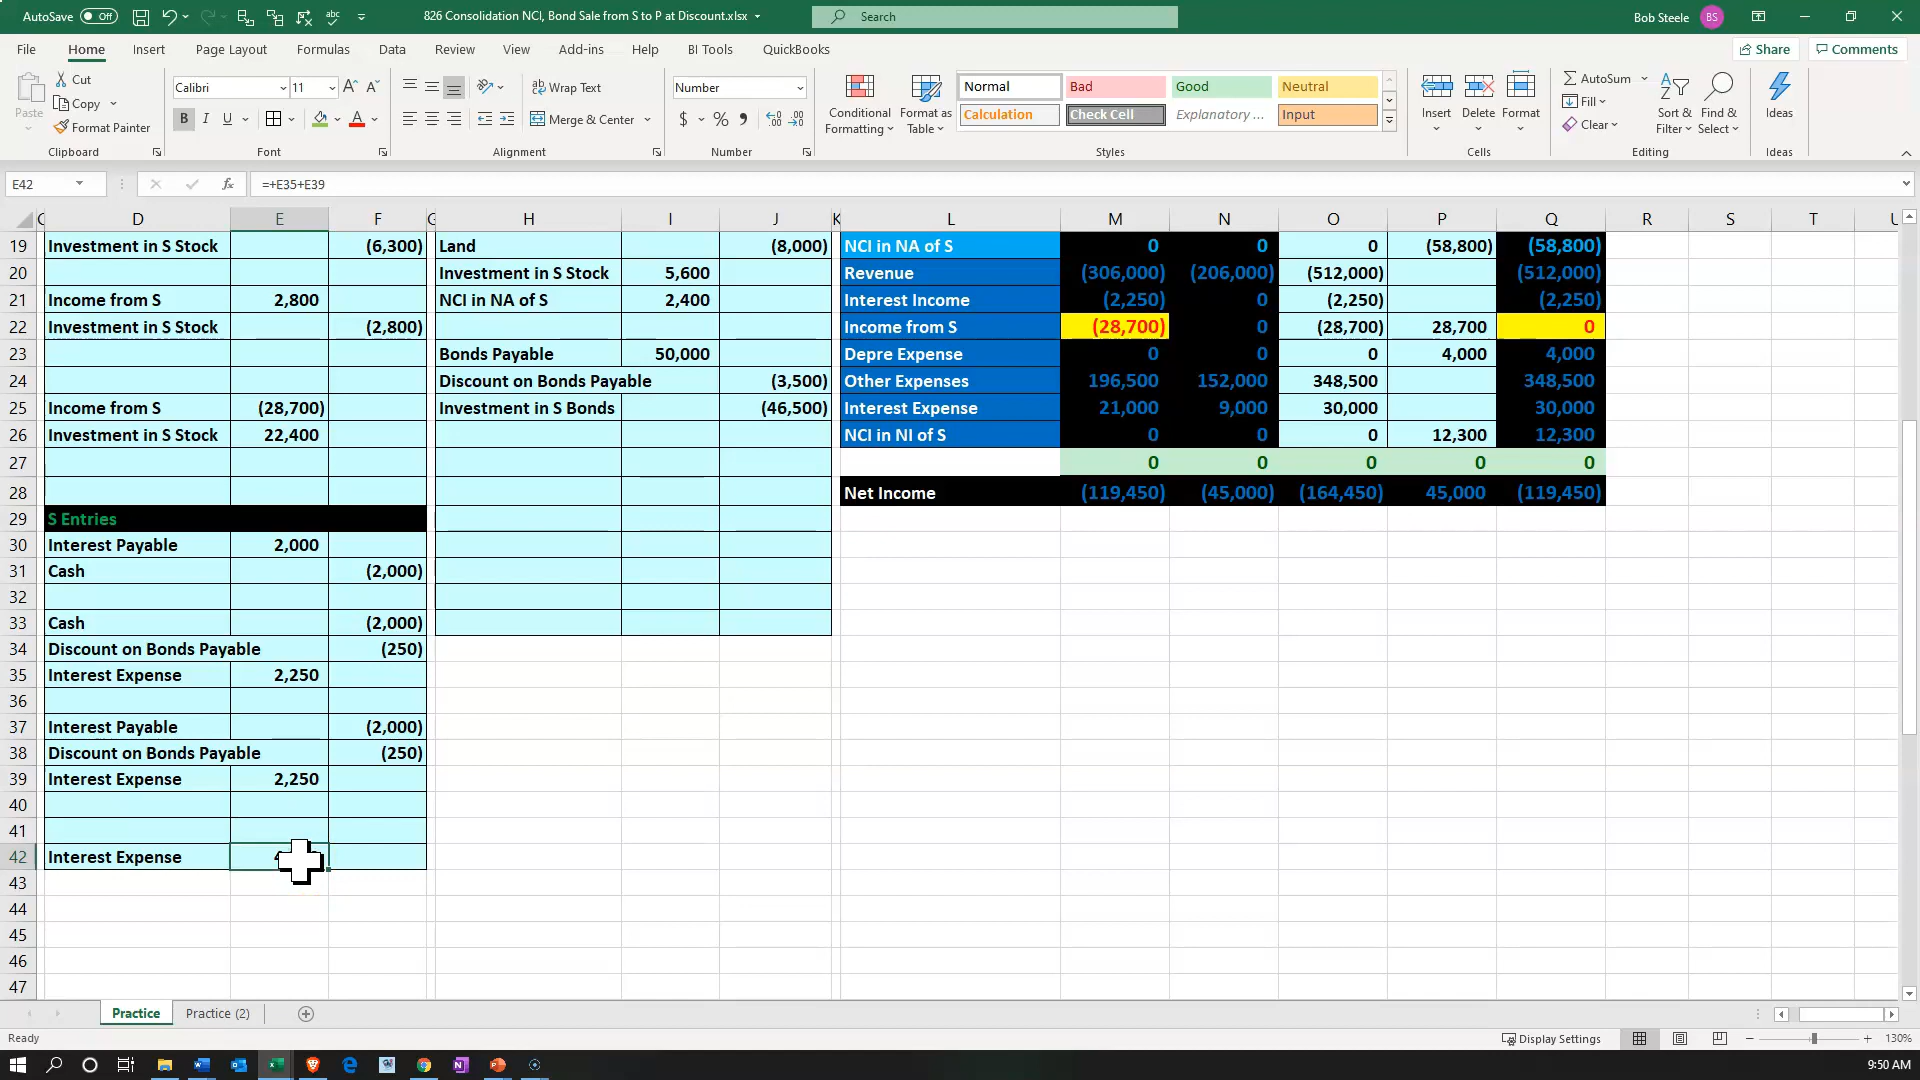 AutoSave Off
826 Consolidation NCI, Bond Sale from S to P at Discount.xlsx
Search
Bob Steele BS
File Home Insert Page Layout Formulas Data Review View Add-ins Help BI Tools QuickBooks Share Comments
Paste Cut Copy Format Painter Clipboard
Calibri 11 A A B I U A Font
Wrap Text Merge & Center Alignment
Number $ % Number
Conditional Formatting Format as Table
Normal Bad Good Neutral
Calculation Check Cell Explanatory ... Input
Styles
Insert Delete Format Cells
AutoSum Fill Clear Sort & Filter Find & Select Editing
Ideas Ideas
E42 fx =+E35+E39
C D E F G H I J K L M N O P Q R S T U
19 Investment in S Stock (6,300) Land (8,000) NCI in NA of S 0 0 0 (58,800) (58,800)
20 Investment in S Stock 5,600 Revenue (306,000) (206,000) (512,000) (512,000)
21 Income from S 2,800 NCI in NA of S 2,400 Interest Income (2,250) 0 (2,250) (2,250)
22 Investment in S Stock (2,800) Income from S (28,700) 0 (28,700) 28,700 0
23 Bonds Payable 50,000 Depre Expense 0 0 0 4,000 4,000
24 Discount on Bonds Payable (3,500) Other Expenses 196,500 152,000 348,500 348,500
25 Income from S (28,700) Investment in S Bonds (46,500) Interest Expense 21,000 9,000 30,000 30,000
26 Investment in S Stock 22,400 NCI in NI of S 0 0 0 12,300 12,300
27 0 0 0 0 0
28 Net Income (119,450) (45,000) (164,450) 45,000 (119,450)
29 S Entries
30 Interest Payable 2,000
31 Cash (2,000)
32
33 Cash (2,000)
34 Discount on Bonds Payable (250)
35 Interest Expense 2,250
36
37 Interest Payable (2,000)
38 Discount on Bonds Payable (250)
39 Interest Expense 2,250
40
41
42 Interest Expense
43
44
45
46
47
Practice Practice (2)
Ready Display Settings 130%
9:50 AM